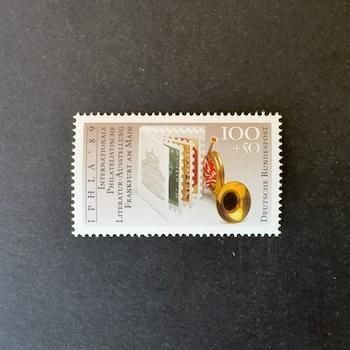 IPHLA '89
INTERNATIONALE
PHILATELISTISCHE
LITERATUR-AUSSTELLUNG
FRANKFURT AM MAIN
100
+50
DEUTSCHE BUNDESPOST